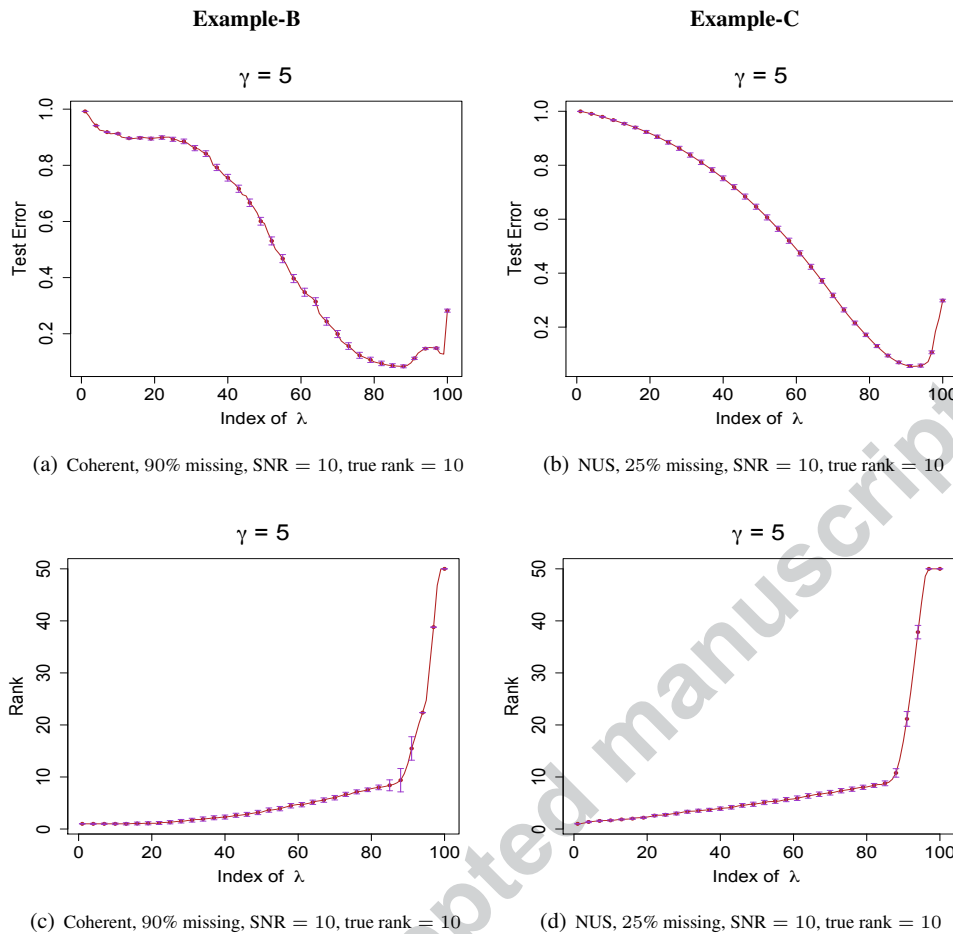 Example-B
Example-C
γ = 5
γ = 5
Test Error
1.0
0.8
0.6
0.4
0.2
0 20 40 60 80 100
Index of λ
Test Error
1.0
0.8
0.6
0.4
0.2
0 20 40 60 80 100
Index of λ
(a) Coherent, 90% missing, SNR = 10, true rank = 10
(b) NUS, 25% missing, SNR = 10, true rank = 10
γ = 5
γ = 5
Rank
50
40
30
20
10
0
0 20 40 60 80 100
Index of λ
Rank
50
40
30
20
10
0
0 20 40 60 80 100
Index of λ
(c) Coherent, 90% missing, SNR = 10, true rank = 10
(d) NUS, 25% missing, SNR = 10, true rank = 10
pted manuscript